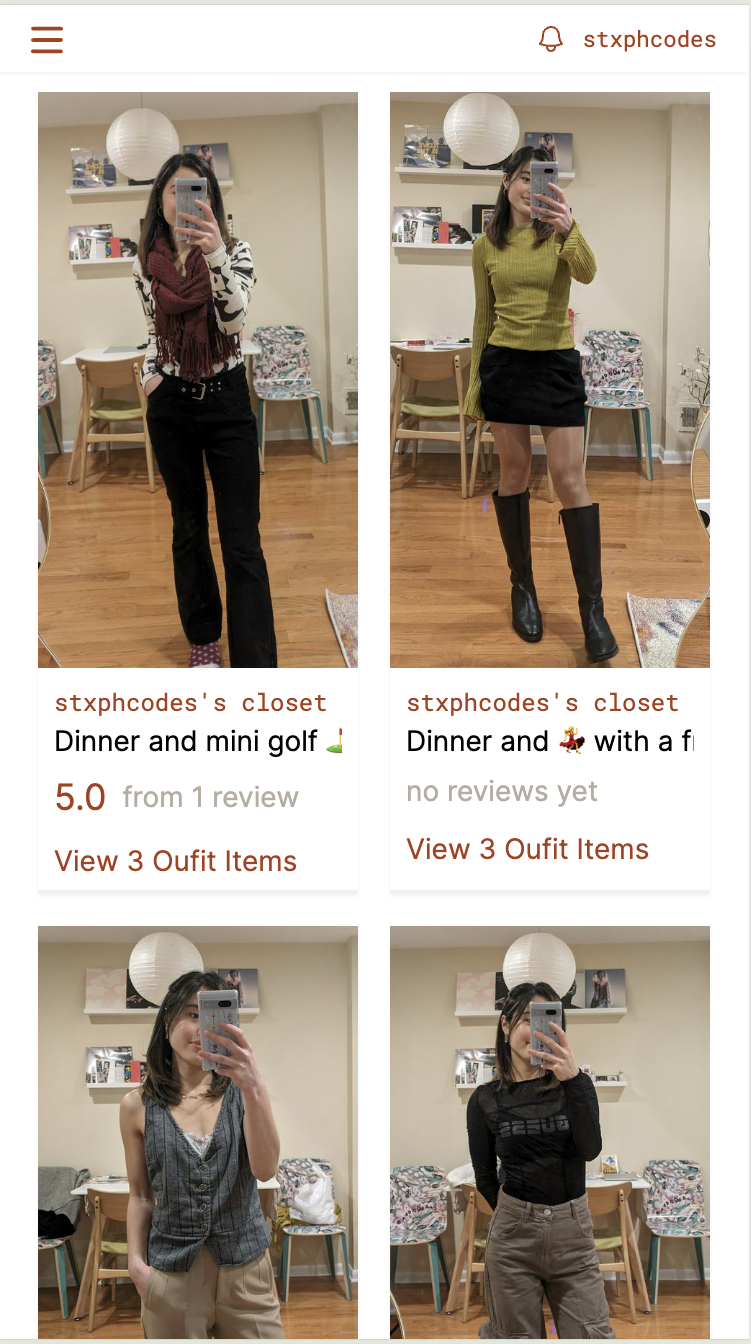 stxphcodes
stxphcodes's closet
Dinner and mini golf ⛳
5.0 from 1 review
View 3 Oufit Items
stxphcodes's closet
Dinner and 💃 with a
no reviews yet
View 3 Oufit Items